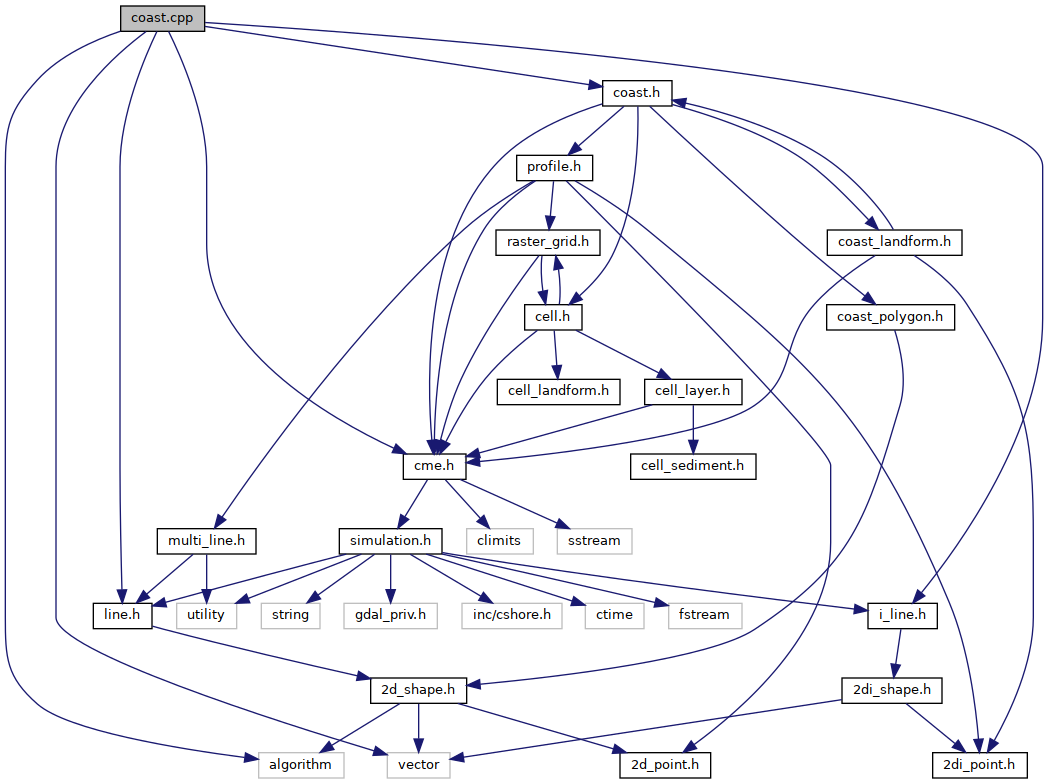 coast.cpp
coast.h
profile.h
raster_grid.h
coast_landform.h
cell.h
coast_polygon.h
cell_landform.h
cell_layer.h
cme.h
cell_sediment.h
multi_line.h
simulation.h
climits
sstream
line.h
utility
string
gdal_priv.h
inc/cshore.h
ctime
fstream
i_line.h
2d_shape.h
2di_shape.h
algorithm
vector
2d_point.h
2di_point.h